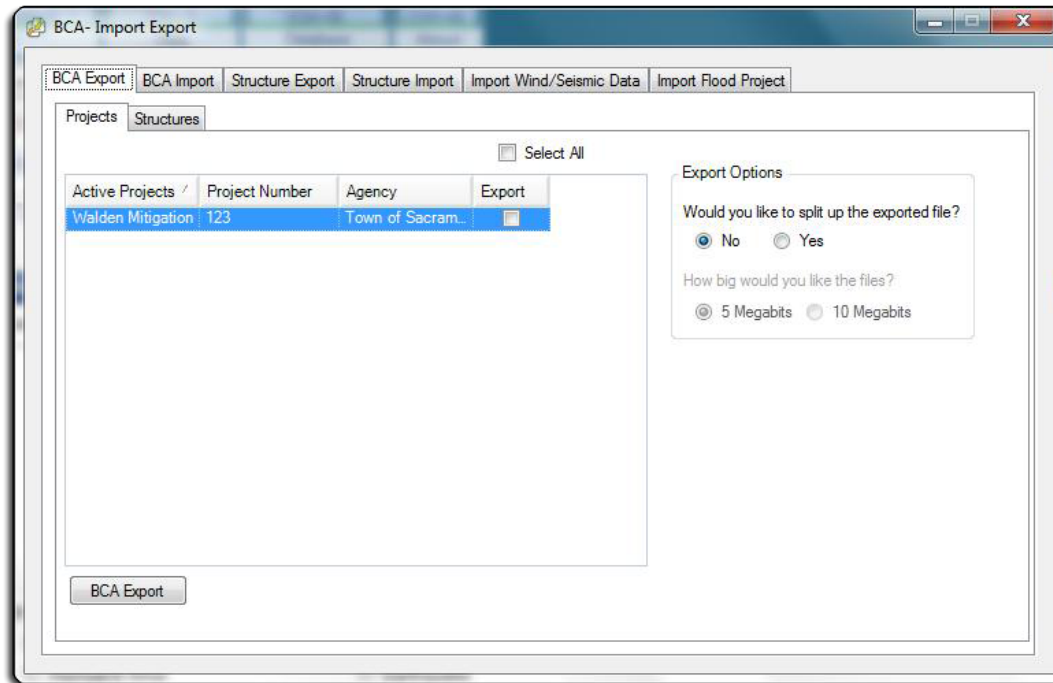 BCA- Import Export
BCA Export BCA Import Structure Export Structure Import Import Wind/Seismic Data Import Flood Project
Projects Structures
Select All
Active Projects Project Number Agency Export
Walden Mitigation 123 Town of Sacram...
Export Options
Would you like to split up the exported file?
No Yes
How big would you like the files?
5 Megabits 10 Megabits
BCA Export